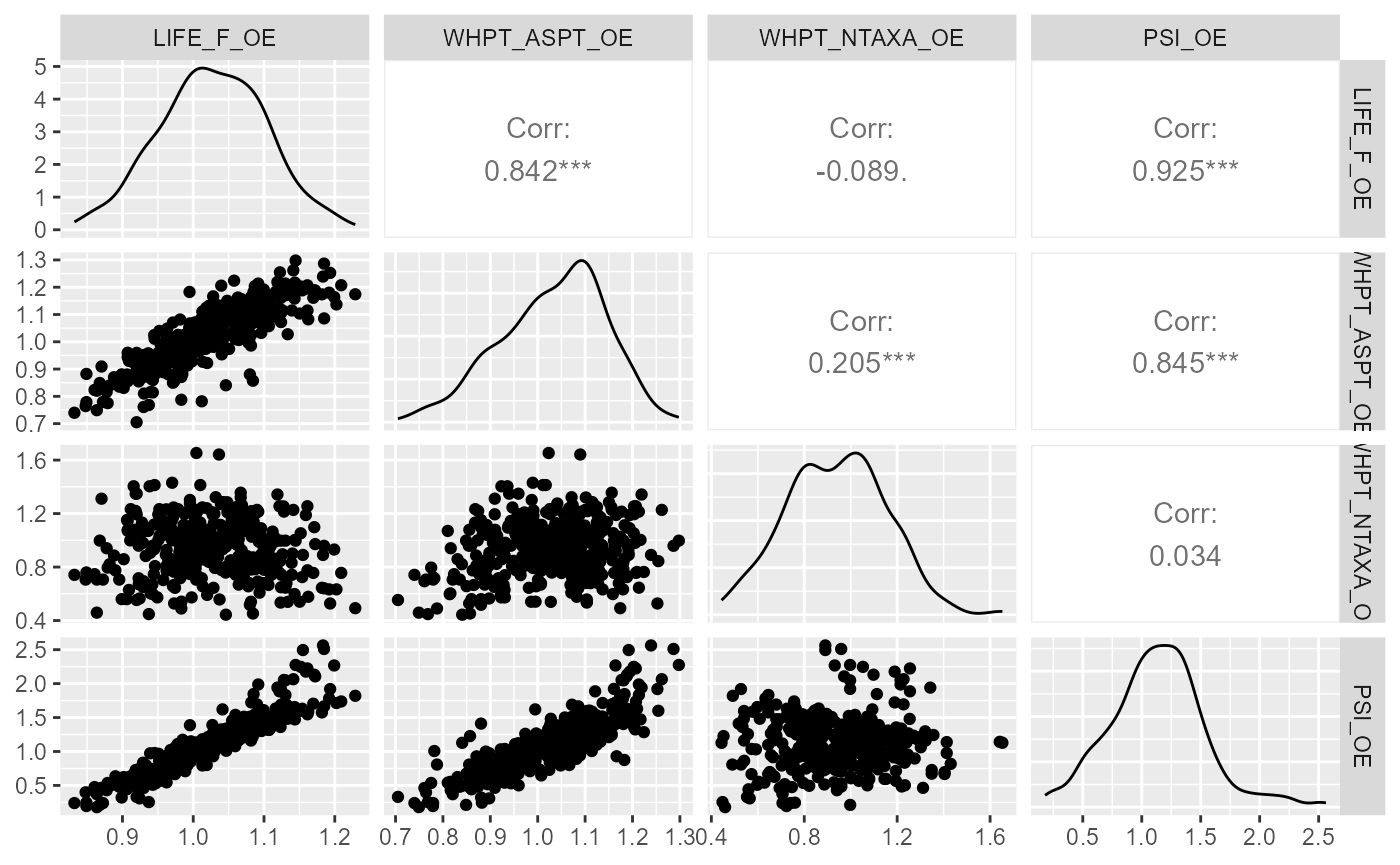 LIFE_F_OE WHPT_ASPT_OE WHPT_NTAXA_OE PSI_OE
5
4
3
2
1
0
Corr:
0.842***
Corr:
-0.089.
Corr:
0.925***
LIFE_F_OE
1.3
1.2
1.1
1.0
0.9
0.8
0.7
Corr:
0.205***
Corr:
0.845***
WHPT_ASPT_OE
1.6
1.2
0.8
0.4
Corr:
0.034
WHPT_NTAXA_O
2.5
2.0
1.5
1.0
0.5
PSI_OE
0.9 1.0 1.1 1.2
0.7 0.8 0.9 1.0 1.1 1.2 1.3
0.4 0.8 1.2 1.6
0.5 1.0 1.5 2.0 2.5